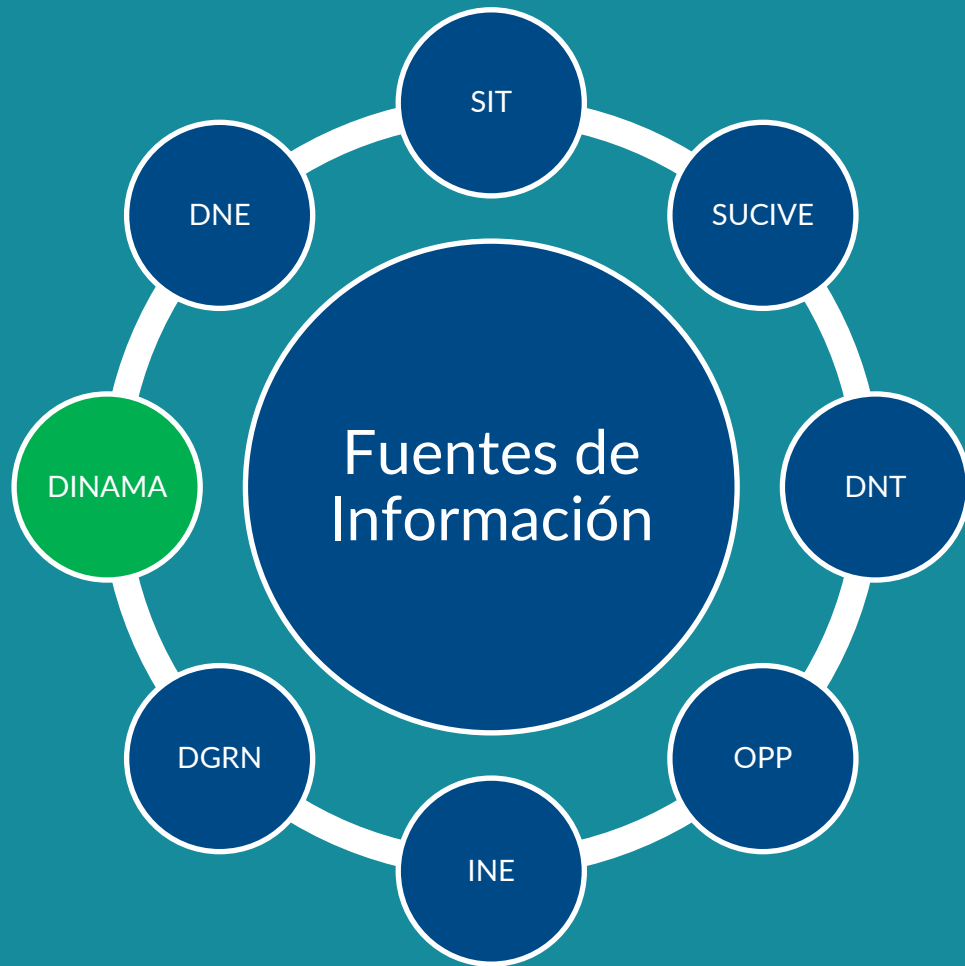 SIT
DNE
SUCIVE
Fuentes de
Información
DINAMA
DNT
DGRN
OPP
INE